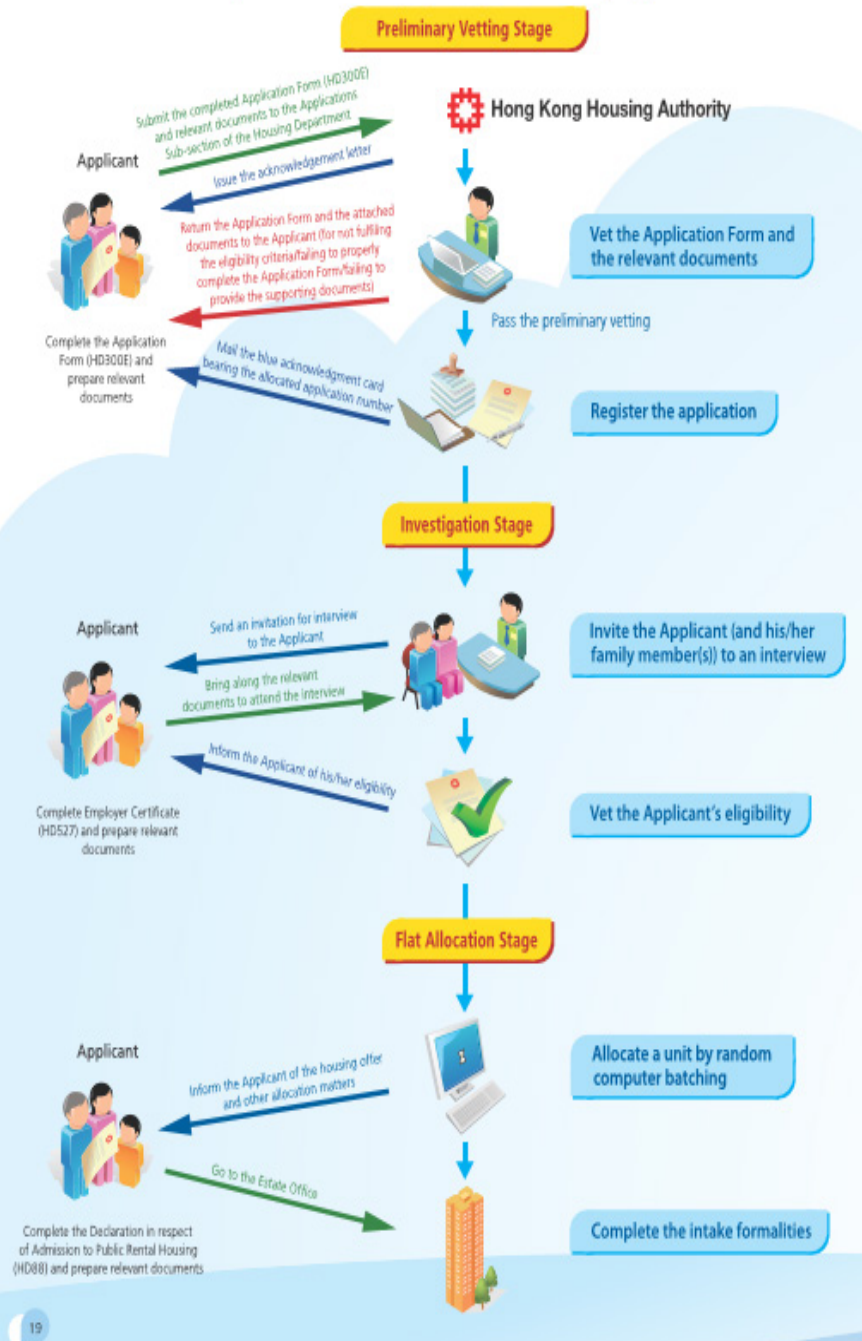 Preliminary Vetting Stage
Submit the completed Application Form (HD300E)
and relevant documents to the Applications
Sub-section of the Housing Department
Hong Kong Housing Authority
Applicant
Issue the acknowledgement letter
Return the Application Form and the attached
documents to the Applicant (for not fulfiling
the eligibility criteria/failing to properly
complete the Application Form/failing to
provide the supporting documents)
Vet the Application Form and
the relevant documents
Pass the preliminary vetting
Complete the Application
Form (HD300E) and
prepare relevant
documents
Mail the blue acknowledgment card
bearing the allocated application number
Register the application
Investigation Stage
Applicant
Send an invitation for interview
to the Applicant
Invite the Applicant (and his/her
family member(s)) to an interview
Bring along the relevant
documents to attend the interview
Inform the Applicant of his/her eligibility
Complete Employer Certificate
(HD527) and prepare relevant
documents
Vet the Applicant's eligibility
Flat Allocation Stage
Applicant
Inform the Applicant of the housing offer
and other allocation matters
Allocate a unit by random
computer batching
Go to the Estate Office
Complete the Declaration in respect
of Admission to Public Rental Housing
(HD88) and prepare relevant documents
Complete the intake formalities
19